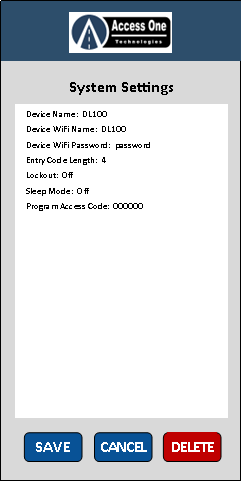 Access One
Technologies
System Settings
Device Name: DL100
Device WiFi Name: DL100
Device WiFi Password: password
Entry Code Length: 4
Lockout: Off
Sleep Mode: Off
Program Access Code: 000000
SAVE CANCEL DELETE